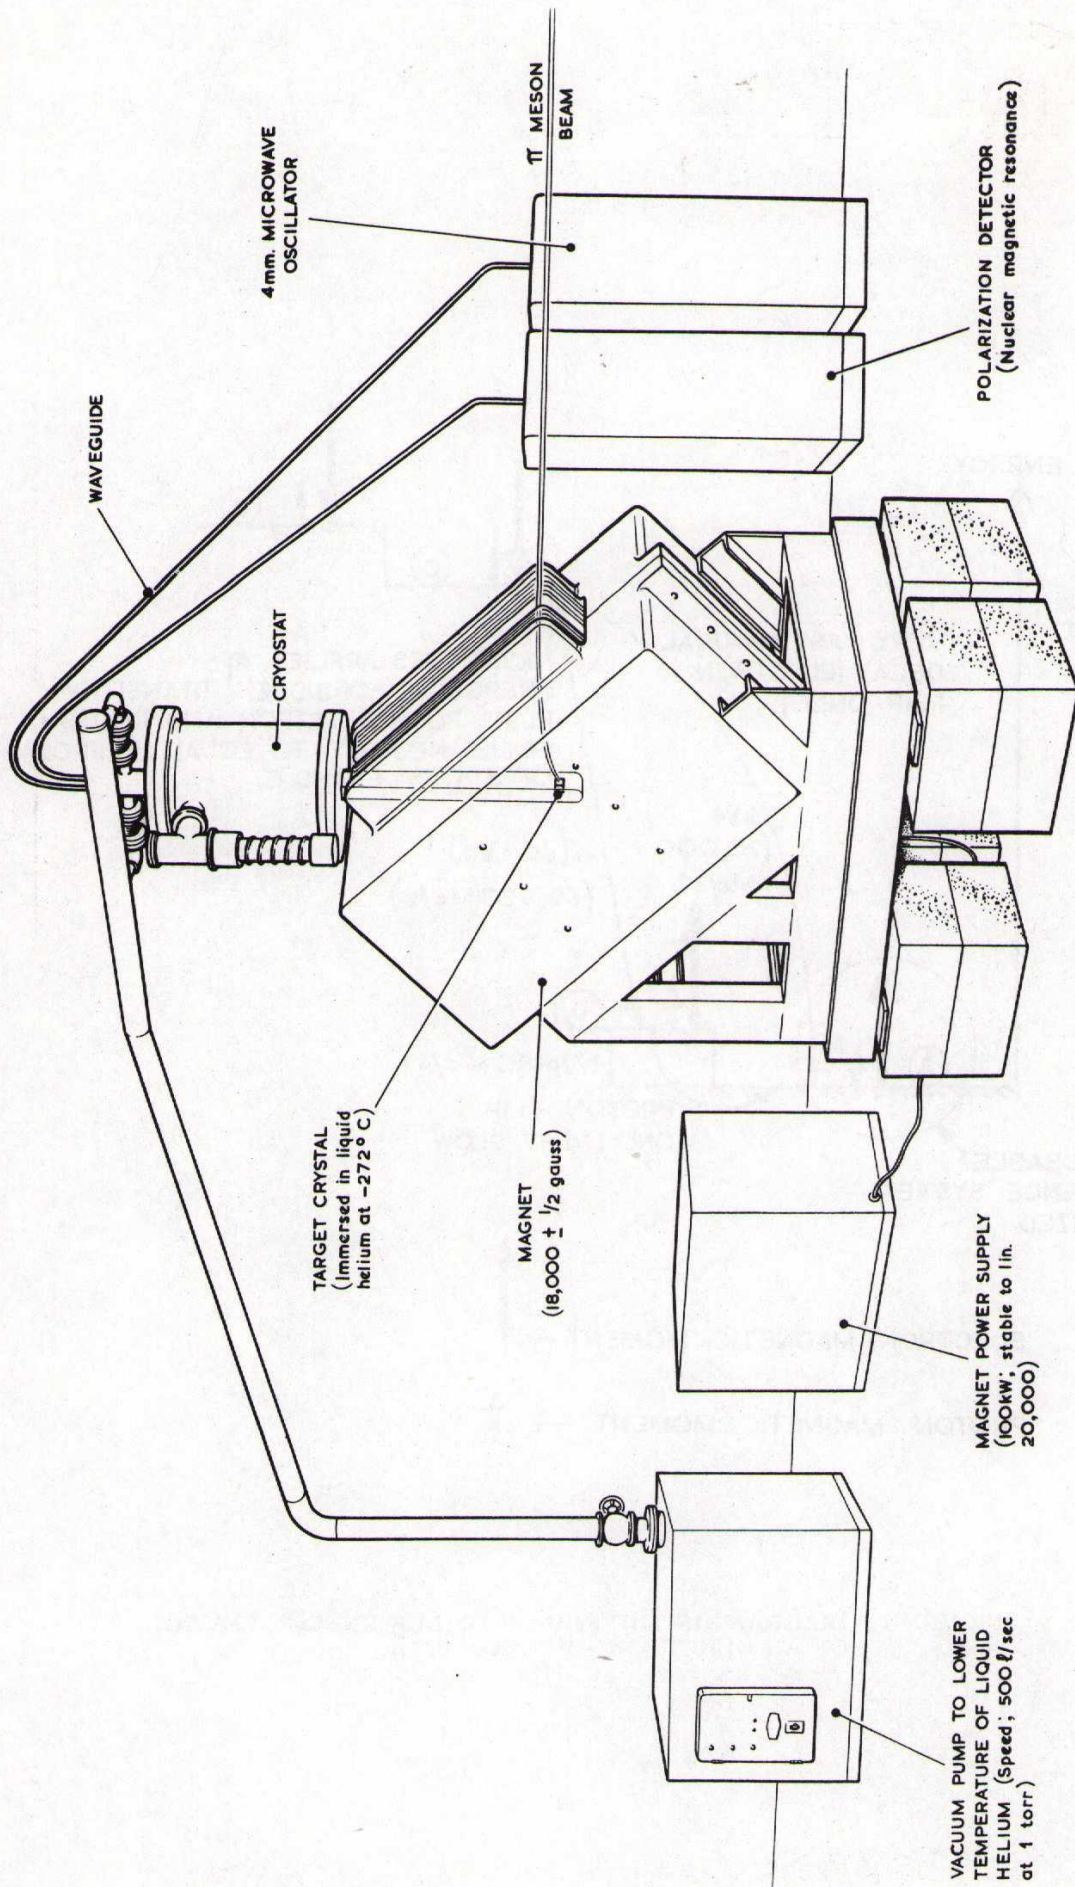 WAVEGUIDE
4mm. MICROWAVE
OSCILLATOR
CRYOSTAT
π MESON
BEAM
TARGET CRYSTAL
(Immersed in liquid
helium at -272°C)
MAGNET
(18,000 ± 1/2 gauss)
POLARIZATION DETECTOR
(Nuclear magnetic resonance)
MAGNET POWER SUPPLY
(100kW; stable to 1in.
20,000)
VACUUM PUMP TO LOWER
TEMPERATURE OF LIQUID
HELIUM (Speed; 500 l/sec
at 1 torr)